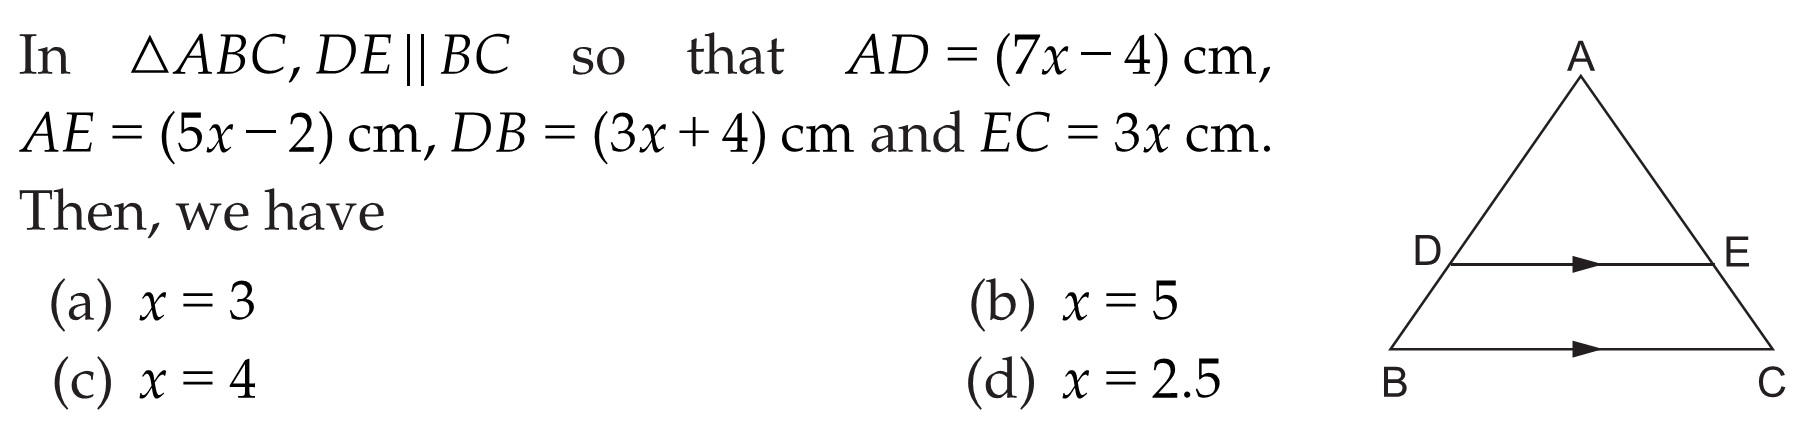 In △ABC, DE || BC so that AD = (7x − 4) cm,
AE = (5x − 2) cm, DB = (3x + 4) cm and EC = 3x cm.
Then, we have
(a) x = 3 (b) x = 5
(c) x = 4 (d) x = 2.5
A
D E
B C